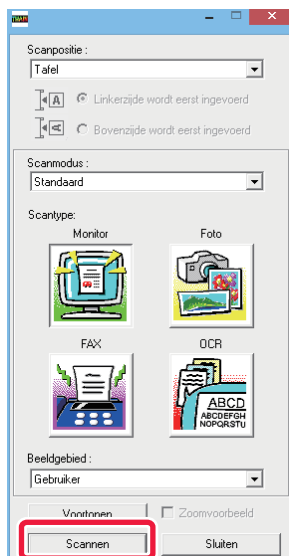 TWAIN
Scanpositie :
Tafel
A Linkerzijde wordt eerst ingevoerd
A Bovenzijde wordt eerst ingevoerd
Scanmodus :
Standaard
Scantype:
Monitor Foto
FAX OCR
ABCD
ABCDEFGH
NOPQRSTU
Beeldgebied :
Gebruiker
Voortonen Zoomvoorbeeld
Scannen Sluiten